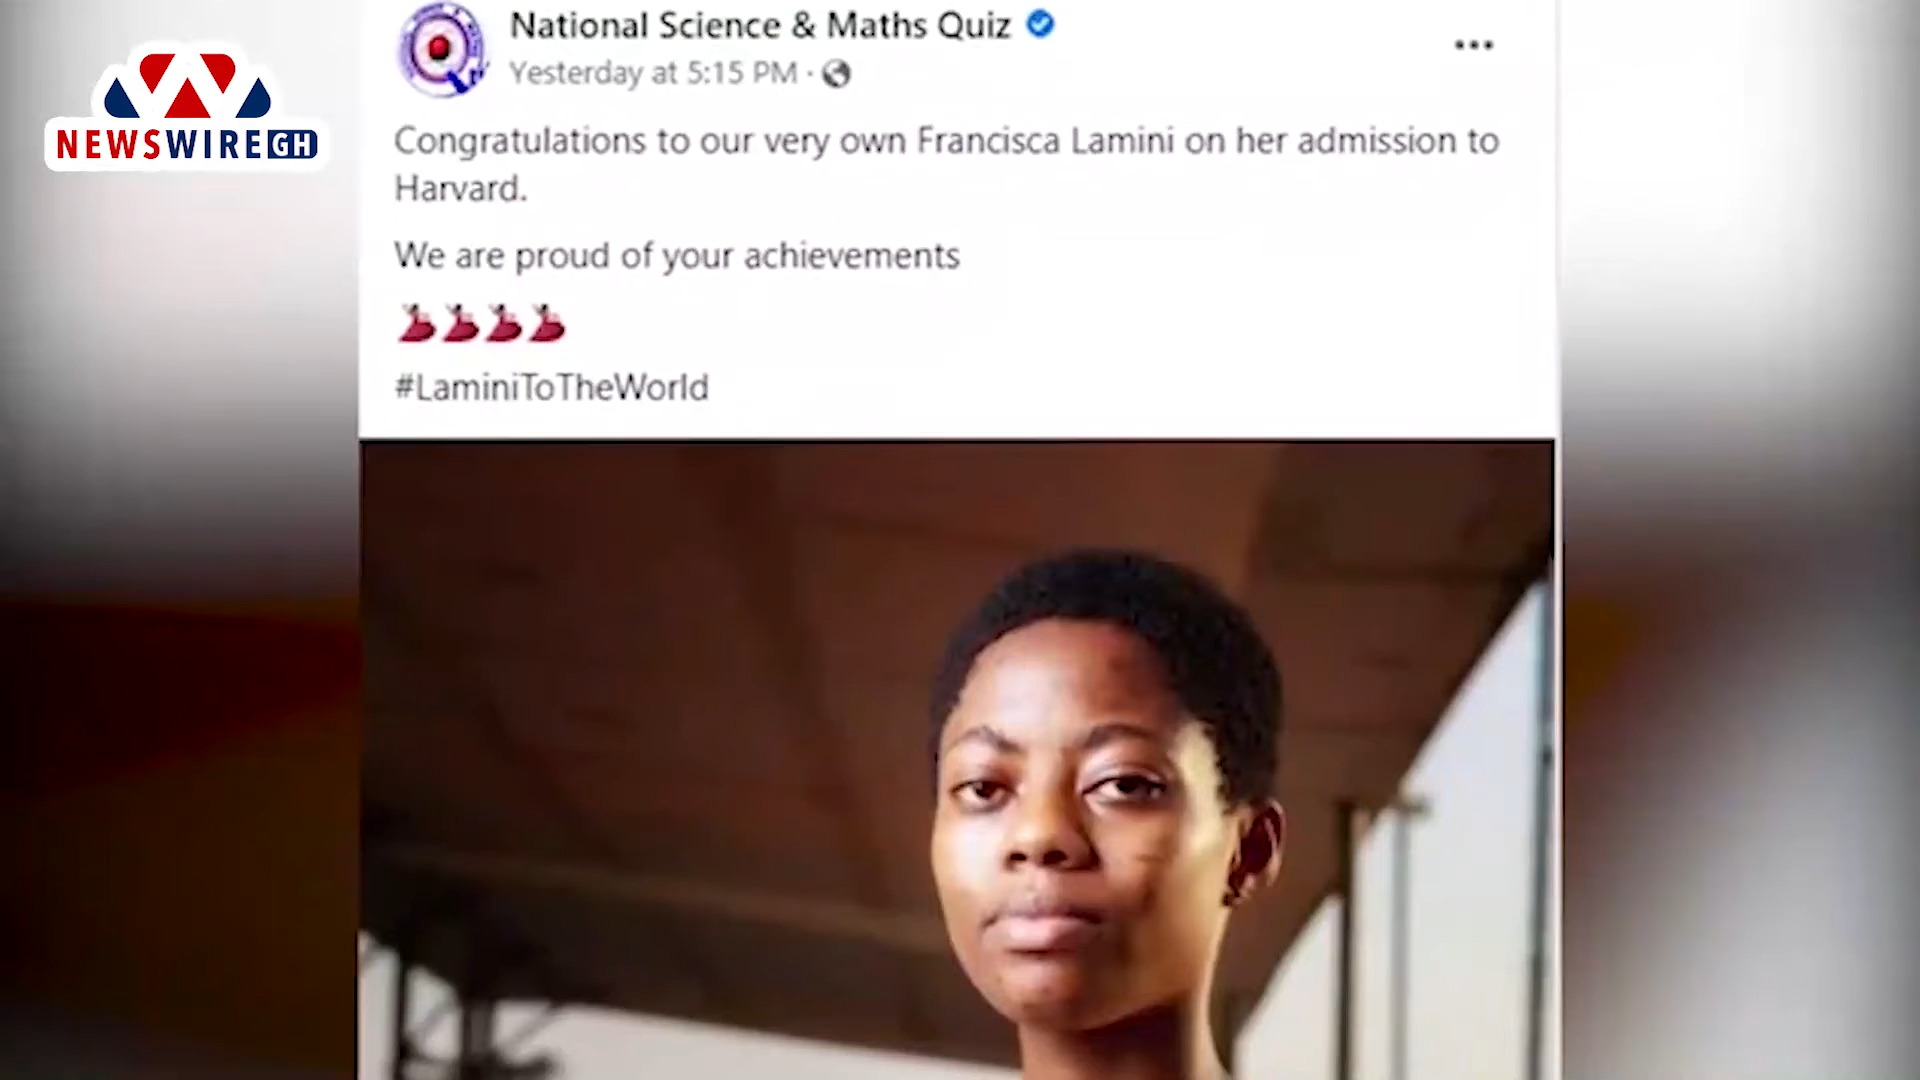 NEWSWIREGH
National Science & Maths Quiz
Yesterday at 5:15 PM ·
Congratulations to our very own Francisca Lamini on her admission to
Harvard.
We are proud of your achievements
#LaminiToTheWorld